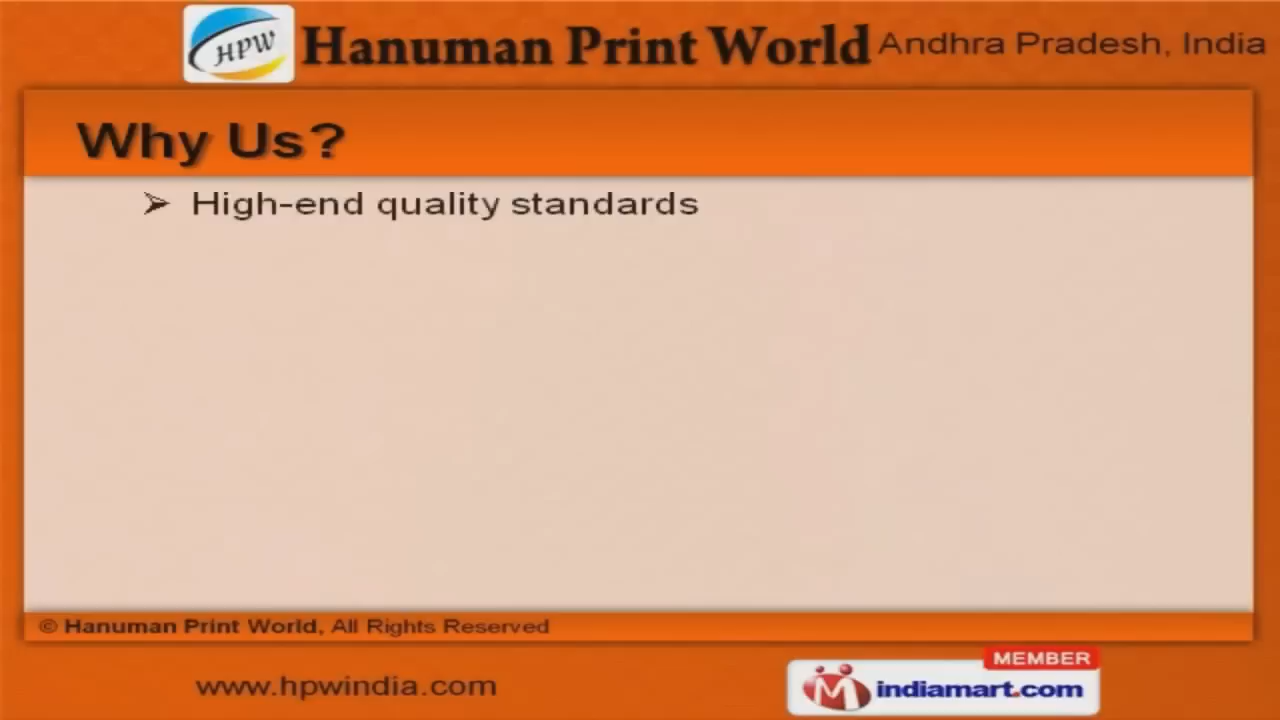 HPW
Hanuman Print World Andhra Pradesh, India
Why Us?
➢ High-end quality standards
© Hanuman Print World, All Rights Reserved
www.hpwindia.com
MEMBER
M indiamart.com